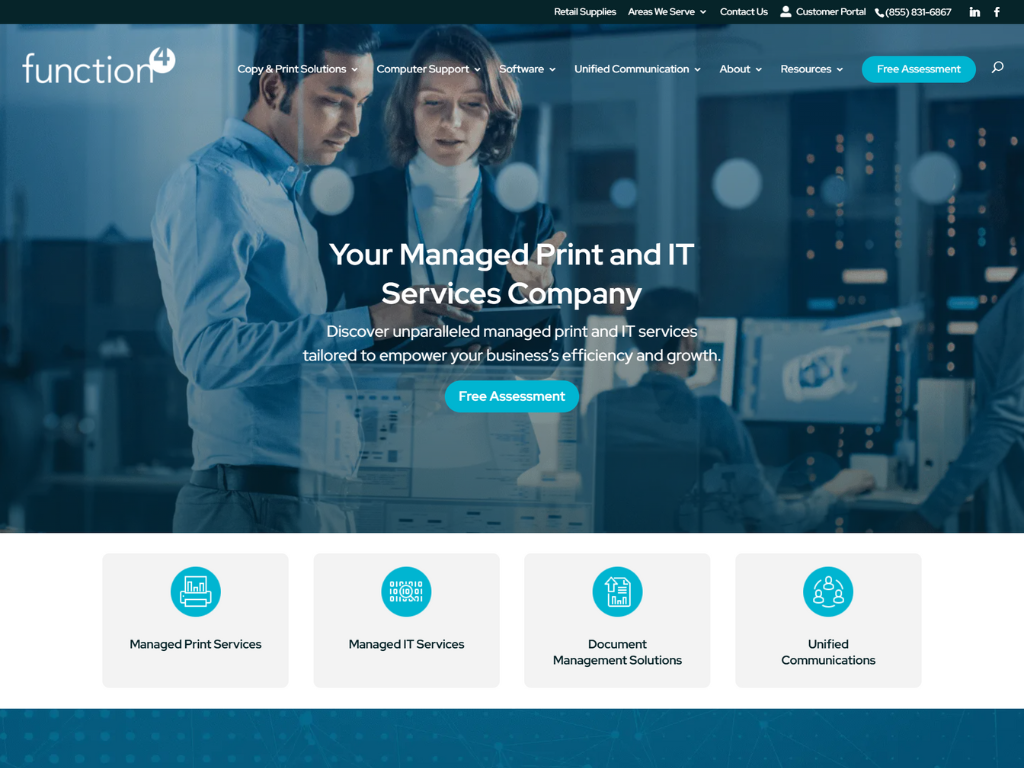 Retail Supplies Areas We Serve Contact Us Customer Portal (855) 831-6867 in f
function4
Copy & Print Solutions Computer Support Software Unified Communication About Resources Free Assessment
Your Managed Print and IT
Services Company
Discover unparalleled managed print and IT services
tailored to empower your business’s efficiency and growth.
Free Assessment
Managed Print Services
Managed IT Services
Document
Management Solutions
Unified
Communications